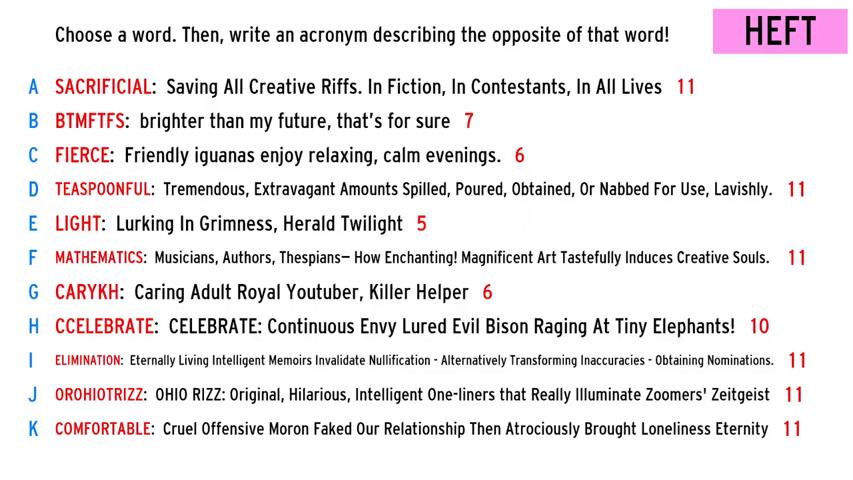 Choose a word. Then, write an acronym describing the opposite of that word!
HEFT
A SACRIFICIAL: Saving All Creative Riffs. In Fiction, In Contestants, In All Lives 11
B BTMFTFS: brighter than my future, that's for sure 7
C FIERCE: Friendly iguanas enjoy relaxing, calm evenings. 6
D TEASPOONFUL: Tremendous, Extravagant Amounts Spilled, Poured, Obtained, Or Nabbed For Use, Lavishly. 11
E LIGHT: Lurking In Grimness, Herald Twilight 5
F MATHEMATICS: Musicians, Authors, Thespians— How Enchanting! Magnificent Art Tastefully Induces Creative Souls. 11
G CARYKH: Caring Adult Royal Youtuber, Killer Helper 6
H CCELEBRATE: CELEBRATE: Continuous Envy Lured Evil Bison Raging At Tiny Elephants! 10
I ELIMINATION: Eternally Living Intelligent Memoirs Invalidate Nullification - Alternatively Transforming Inaccuracies - Obtaining Nominations. 11
J OROHIOTRIZZ: OHIO RIZZ: Original, Hilarious, Intelligent One-liners that Really Illuminate Zoomers' Zeitgeist 11
K COMFORTABLE: Cruel Offensive Moron Faked Our Relationship Then Atrociously Brought Loneliness Eternity 11